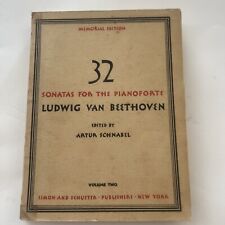 MEMORIAL EDITION
32
SONATAS FOR THE PIANOFORTE
LUDWIG VAN BEETHOVEN
EDITED BY
ARTUR SCHNABEL
VOLUME TWO
SIMON AND SCHUSTER · PUBLISHERS · NEW YORK